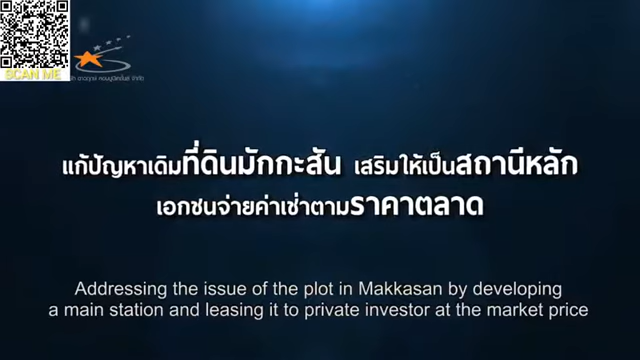 SCAN ME
แก้ปัญหาเดิมที่ดินมักกะสัน เสริมให้เป็นสถานีหลัก
เอกชนจ่ายค่าเช่าตามราคาตลาด
Addressing the issue of the plot in Makkasan by developing
a main station and leasing it to private investor at the market price